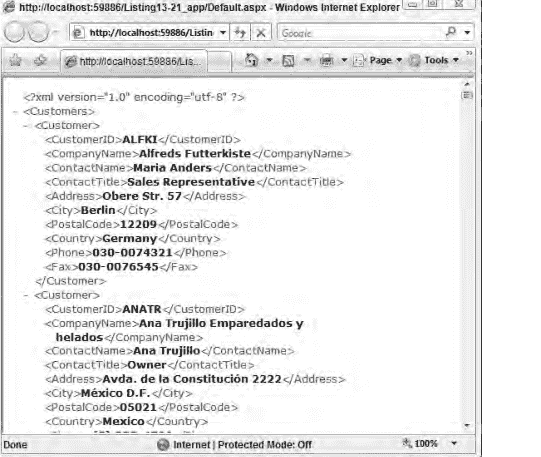 http://localhost:59886/Listing13-21_app/Default.aspx - Windows Internet Explorer
http://localhost:59886/Listin
Google
http://localhost:59886/Lis...
Page
Tools
<?xml version="1.0" encoding="utf-8" ?>
- <Customers>
- <Customer>
<CustomerID>ALFKI</CustomerID>
<CompanyName>Alfreds Futterkiste</CompanyName>
<ContactName>Maria Anders</ContactName>
<ContactTitle>Sales Representative</ContactTitle>
<Address>Obere Str. 57</Address>
<City>Berlin</City>
<PostalCode>12209</PostalCode>
<Country>Germany</Country>
<Phone>030-0074321</Phone>
<Fax>030-0076545</Fax>
</Customer>
- <Customer>
<CustomerID>ANATR</CustomerID>
<CompanyName>Ana Trujillo Emparedados y
helados</CompanyName>
<ContactName>Ana Trujillo</ContactName>
<ContactTitle>Owner</ContactTitle>
<Address>Avda. de la Constitución 2222</Address>
<City>México D.F.</City>
<PostalCode>05021</PostalCode>
<Country>Mexico</Country>
Done
Internet | Protected Mode: Off
100%